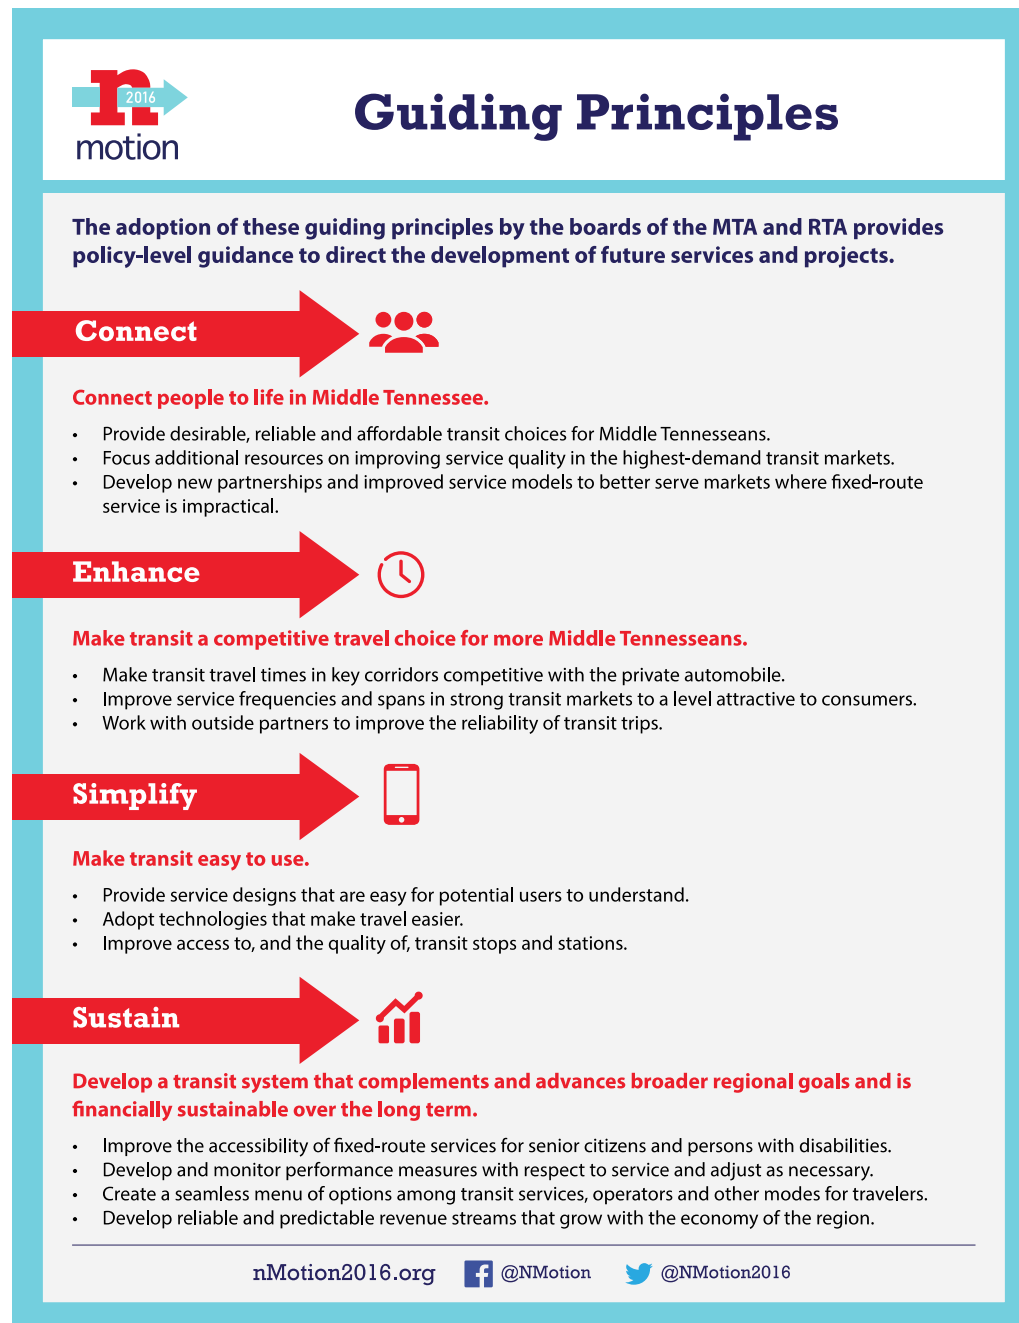 n
2016
motion
Guiding Principles
The adoption of these guiding principles by the boards of the MTA and RTA provides
policy-level guidance to direct the development of future services and projects.
Connect
Connect people to life in Middle Tennessee.
• Provide desirable, reliable and affordable transit choices for Middle Tennesseans.
• Focus additional resources on improving service quality in the highest-demand transit markets.
• Develop new partnerships and improved service models to better serve markets where fixed-route
service is impractical.
Enhance
Make transit a competitive travel choice for more Middle Tennesseans.
• Make transit travel times in key corridors competitive with the private automobile.
• Improve service frequencies and spans in strong transit markets to a level attractive to consumers.
• Work with outside partners to improve the reliability of transit trips.
Simplify
Make transit easy to use.
• Provide service designs that are easy for potential users to understand.
• Adopt technologies that make travel easier.
• Improve access to, and the quality of, transit stops and stations.
Sustain
Develop a transit system that complements and advances broader regional goals and is
financially sustainable over the long term.
• Improve the accessibility of fixed-route services for senior citizens and persons with disabilities.
• Develop and monitor performance measures with respect to service and adjust as necessary.
• Create a seamless menu of options among transit services, operators and other modes for travelers.
• Develop reliable and predictable revenue streams that grow with the economy of the region.
nMotion2016.org f @NMotion @NMotion2016